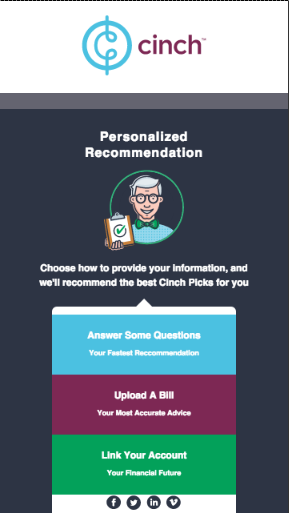 cinch™
Personalized
Recommendation
Choose how to provide your information, and
we'll recommend the best Cinch Picks for you
Answer Some Questions
Your Fastest Reccommendation
Upload A Bill
Your Most Accurate Advice
Link Your Account
Your Financial Future